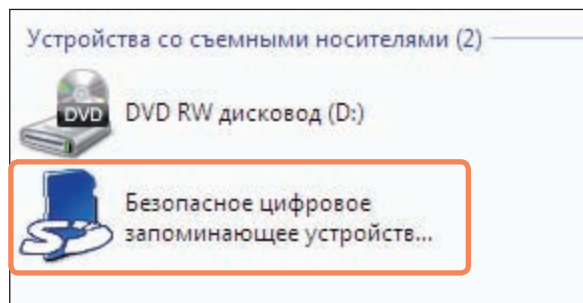 Устройства со съемными носителями (2)
DVD
DVD RW дисковод (D:)
Безопасное цифровое
запоминающее устройств...
SD